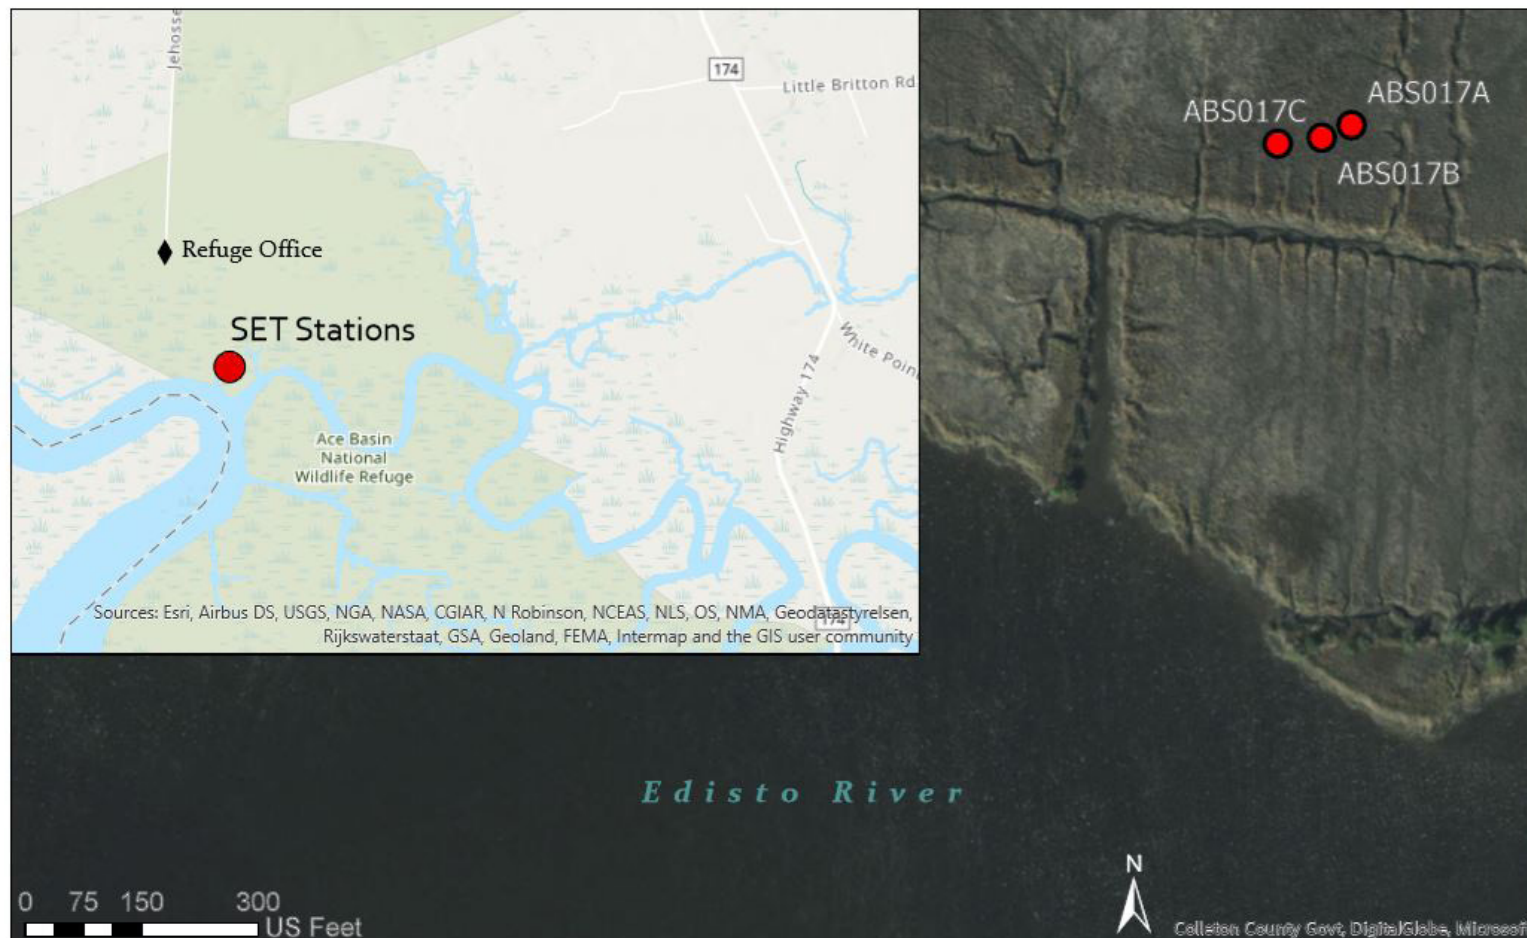 Jehosse
174
Little Britton Rd
Refuge Office
SET Stations
White Poin
Highway 174
Ace Basin
National
Wildlife Refuge
174
Sources: Esri, Airbus DS, USGS, NGA, NASA, CGIAR, N Robinson, NCEAS, NLS, OS, NMA, Geodatastyrelsen,
Rijkswaterstaat, GSA, Geoland, FEMA, Intermap and the GIS user community
ABS017C
ABS017A
ABS017B
Edisto River
N
0 75 150 300
US Feet
Colleton County Govt, DigitalGlobe, Microsoft